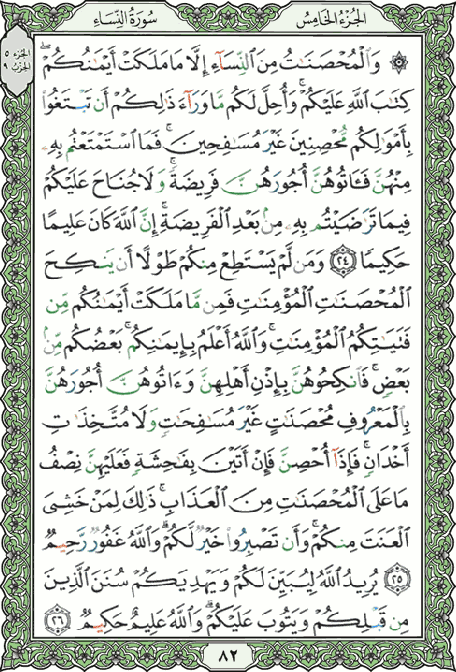 الجزء الخامس
سورة النساء
الجزء ٥
الحزب ٩
۞ وَالْمُحْصَنَاتُ مِنَ النِّسَاءِ إِلَّا مَا مَلَكَتْ أَيْمَانُكُمْ ۖ
كِتَابَ اللَّهِ عَلَيْكُمْ ۚ وَأُحِلَّ لَكُم مَّا وَرَاءَ ذَٰلِكُمْ أَن تَبْتَغُوا
بِأَمْوَالِكُم مُّحْصِنِينَ غَيْرَ مُسَافِحِينَ ۚ فَمَا اسْتَمْتَعْتُم بِهِ
مِنْهُنَّ فَآتُوهُنَّ أُجُورَهُنَّ فَرِيضَةً ۚ وَلَا جُنَاحَ عَلَيْكُمْ
فِيمَا تَرَاضَيْتُم بِهِ مِن بَعْدِ الْفَرِيضَةِ ۚ إِنَّ اللَّهَ كَانَ عَلِيمًا
حَكِيمًا ٢٤ وَمَن لَّمْ يَسْتَطِعْ مِنكُمْ طَوْلًا أَن يَنكِحَ
الْمُحْصَنَاتِ الْمُؤْمِنَاتِ فَمِن مَّا مَلَكَتْ أَيْمَانُكُم مِّن
فَتَيَاتِكُمُ الْمُؤْمِنَاتِ ۚ وَاللَّهُ أَعْلَمُ بِإِيمَانِكُم ۚ بَعْضُكُم مِّن
بَعْضٍ ۚ فَانكِحُوهُنَّ بِإِذْنِ أَهْلِهِنَّ وَآتُوهُنَّ أُجُورَهُنَّ
بِالْمَعْرُوفِ مُحْصَنَاتٍ غَيْرَ مُسَافِحَاتٍ وَلَا مُتَّخِذَاتِ
أَخْدَانٍ ۚ فَإِذَا أُحْصِنَّ فَإِنْ أَتَيْنَ بِفَاحِشَةٍ فَعَلَيْهِنَّ نِصْفُ
مَا عَلَى الْمُحْصَنَاتِ مِنَ الْعَذَابِ ۚ ذَٰلِكَ لِمَنْ خَشِيَ
الْعَنَتَ مِنكُمْ ۚ وَأَن تَصْبِرُوا خَيْرٌ لَّكُمْ ۗ وَاللَّهُ غَفُورٌ رَّحِيمٌ
٢٥ يُرِيدُ اللَّهُ لِيُبَيِّنَ لَكُمْ وَيَهْدِيَكُمْ سُنَنَ الَّذِينَ
مِن قَبْلِكُمْ وَيَتُوبَ عَلَيْكُمْ ۗ وَاللَّهُ عَلِيمٌ حَكِيمٌ ٢٦
٨٢